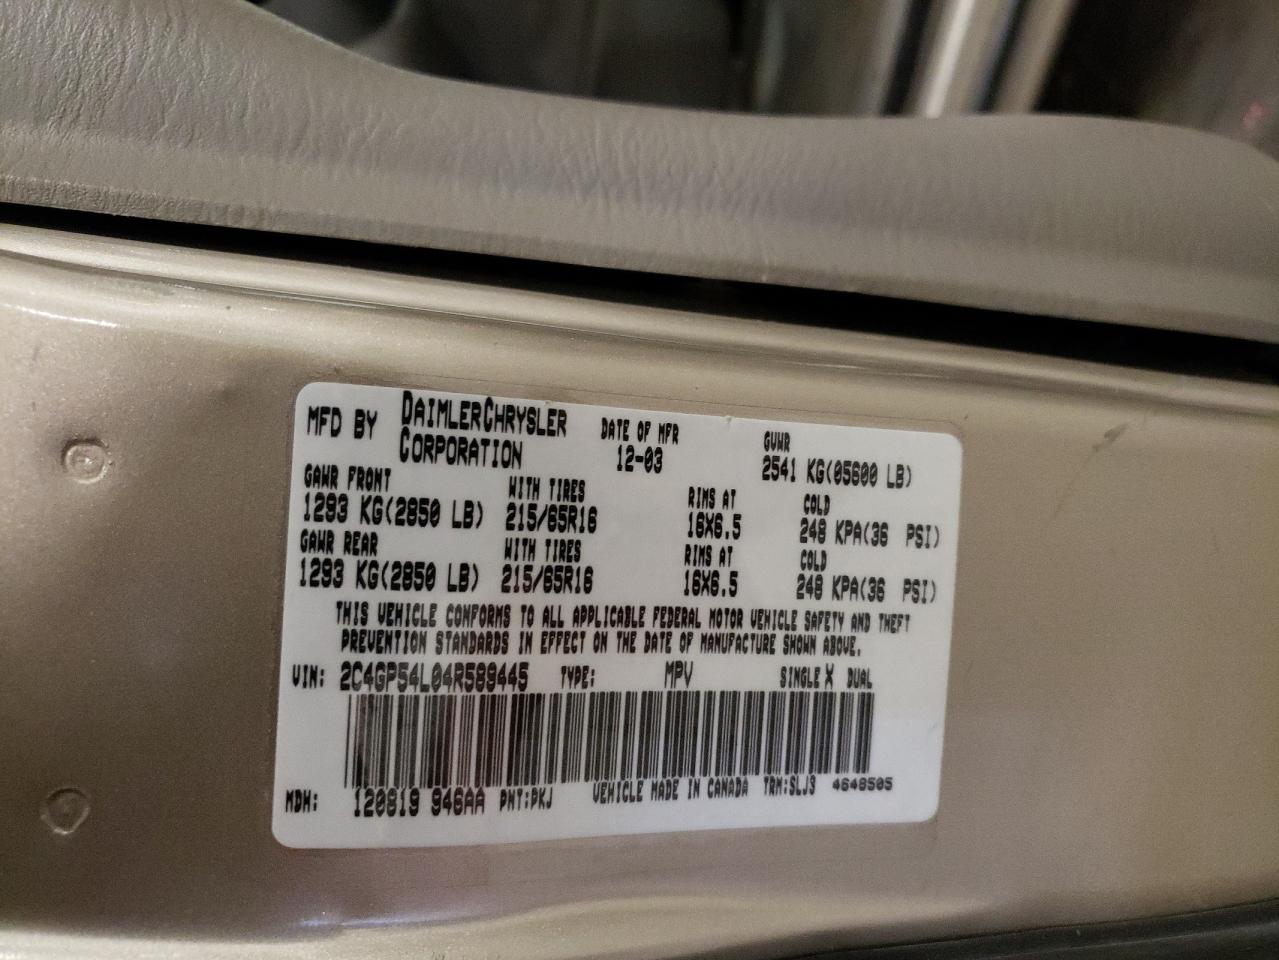 MFD BY DAIMLERCHRYSLER CORPORATION DATE OF MFR 12-03 GVWR 2541 KG(05600 LB)
GAWR FRONT WITH TIRES RIMS AT COLD
1293 KG(2850 LB) 215/65R16 16X6.5 248 KPA(36 PSI)
GAWR REAR WITH TIRES RIMS AT COLD
1293 KG(2850 LB) 215/65R16 16X6.5 248 KPA(36 PSI)
THIS VEHICLE CONFORMS TO ALL APPLICABLE FEDERAL MOTOR VEHICLE SAFETY AND THEFT
PREVENTION STANDARDS IN EFFECT ON THE DATE OF MANUFACTURE SHOWN ABOVE.
VIN: 2C4GP54L04R589445 TYPE: MPV SINGLE X DUAL
MDH: 120819 946AA PNT:PKJ VEHICLE MADE IN CANADA TRM:SLJ3 4648505